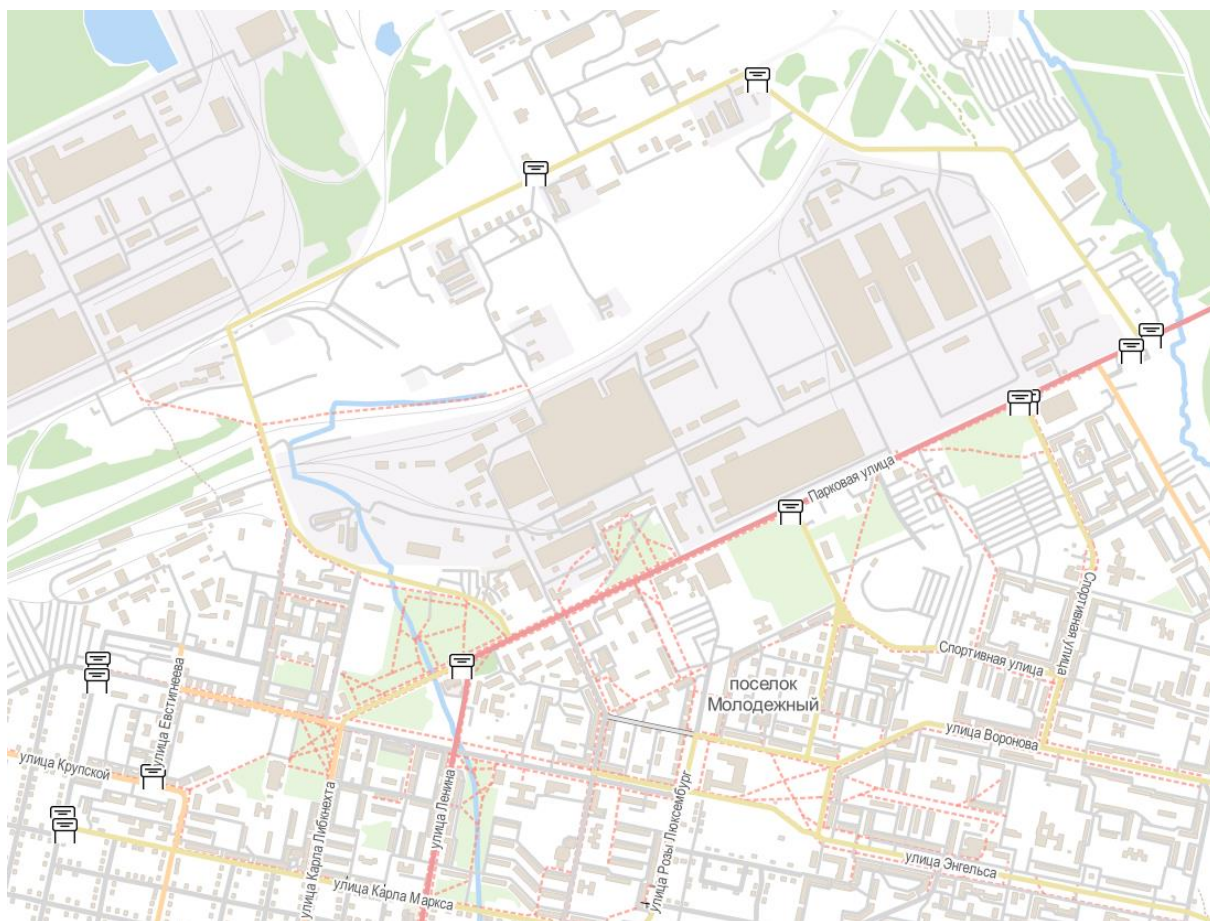 Парковая улица
Спортивная улица
Спортивная улица
улица Евстигнеева
поселок
Молодежный
улица Воронова
улица Крупской
улица Ленина
улица Карла Либкнехта
улица Розы Люксембург
улица Энгельса
улица Карла Маркса